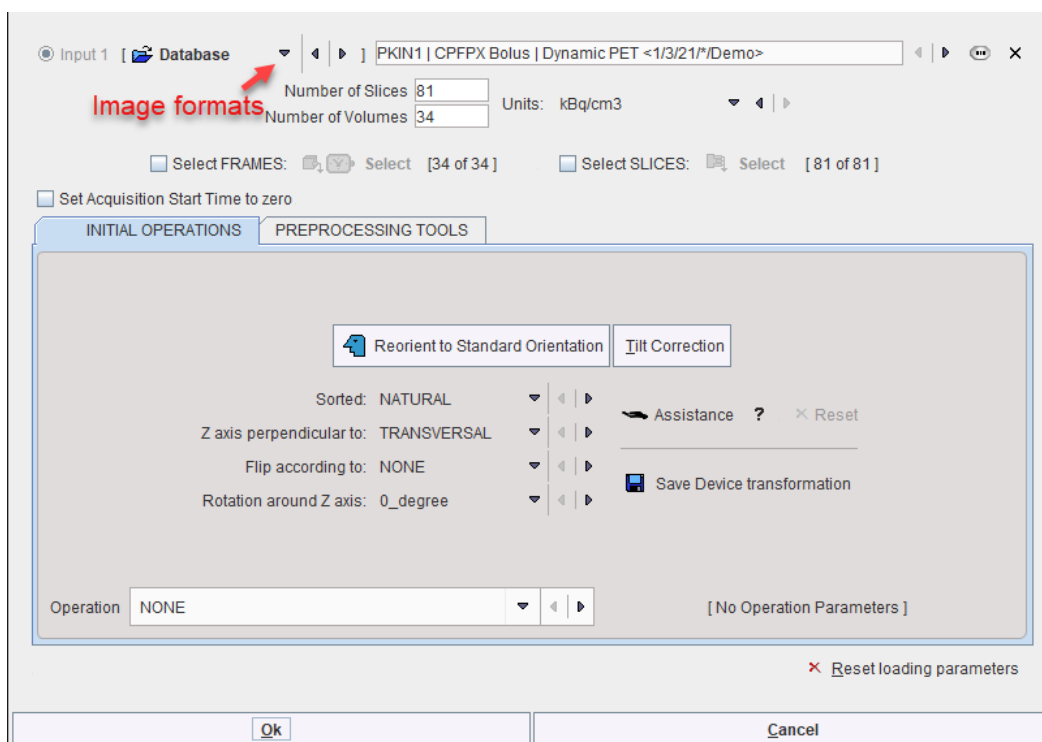 Input 1 [ Database ] PKIN1 | CPFPX Bolus | Dynamic PET <1/3/21/*/Demo>
Image formats
Number of Slices 81
Number of Volumes 34
Units: kBq/cm3
Select FRAMES: Select [34 of 34 ]
Select SLICES: Select [ 81 of 81 ]
Set Acquisition Start Time to zero
INITIAL OPERATIONS
PREPROCESSING TOOLS
Reorient to Standard Orientation
Tilt Correction
Sorted: NATURAL
Z axis perpendicular to: TRANSVERSAL
Flip according to: NONE
Rotation around Z axis: 0_degree
Assistance ? Reset
Save Device transformation
Operation NONE
[ No Operation Parameters ]
Reset loading parameters
Ok
Cancel